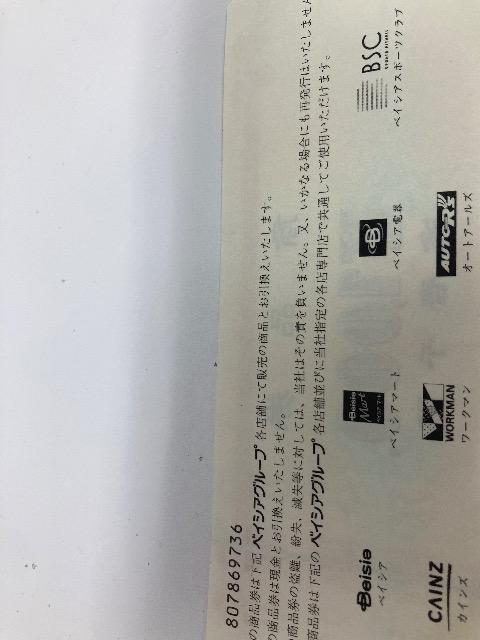 807869736
の商品券は下記ベイシアグループ各店舗にて販売の商品とお引換えいたします。
の商品券は現金とお引換えいたしません。
商品券の盗難、紛失、滅失等に対しては、当社はその責を負いません。又、いかなる場合にも再発行はいたしません
商品券は下記のベイシアグループ各店舗並びに当社指定の各店専門店で共通してご使用いただけます。
Beisia
ベイシア
Beisia
Mart
ベイシアマート
ベイシア電器
BSC
ベイシアスポーツクラブ
CAINZ
カインズ
WORKMAN
ワークマン
AUTOR's
オートアールズ